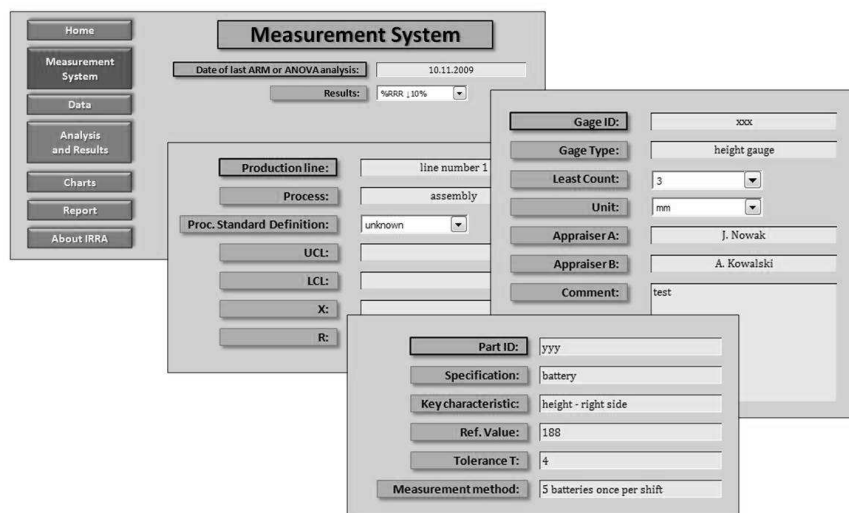 Home
Measurement
System
Data
Analysis
and Results
Charts
Report
About IRRA
Measurement System
Date of last ARM or ANOVA analysis: 10.11.2009
Results: %RRR ↓10%
Production line: line number 1
Process: assembly
Proc. Standard Definition: unknown
UCL:
LCL:
X:
R:
Gage ID: xxx
Gage Type: height gauge
Least Count: 3
Unit: mm
Appraiser A: J. Nowak
Appraiser B: A. Kowalski
Comment: test
Part ID: yyy
Specification: battery
Key characteristic: height - right side
Ref. Value: 188
Tolerance T: 4
Measurement method: 5 batteries once per shift